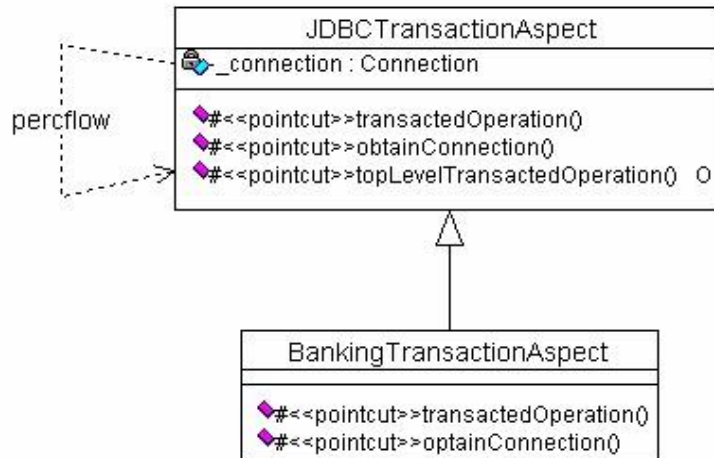 JDBCTransactionAspect
_connection : Connection
percflow
#<<pointcut>>transactedOperation()
#<<pointcut>>obtainConnection()
#<<pointcut>>topLevelTransactedOperation() O
BankingTransactionAspect
#<<pointcut>>transactedOperation()
#<<pointcut>>optainConnection()